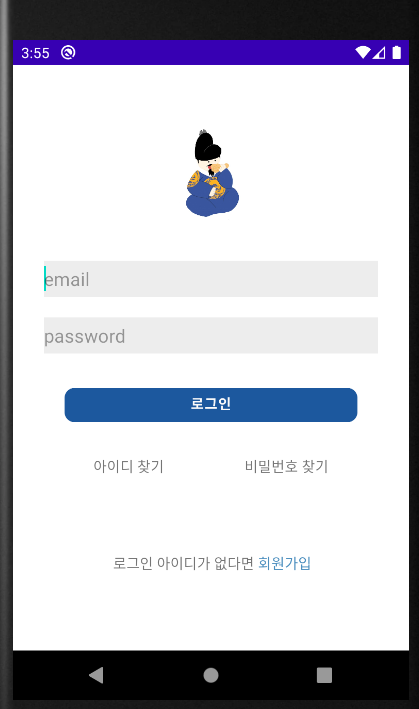 3:55
email
password
로그인
아이디 찾기 비밀번호 찾기
로그인 아이디가 없다면 회원가입